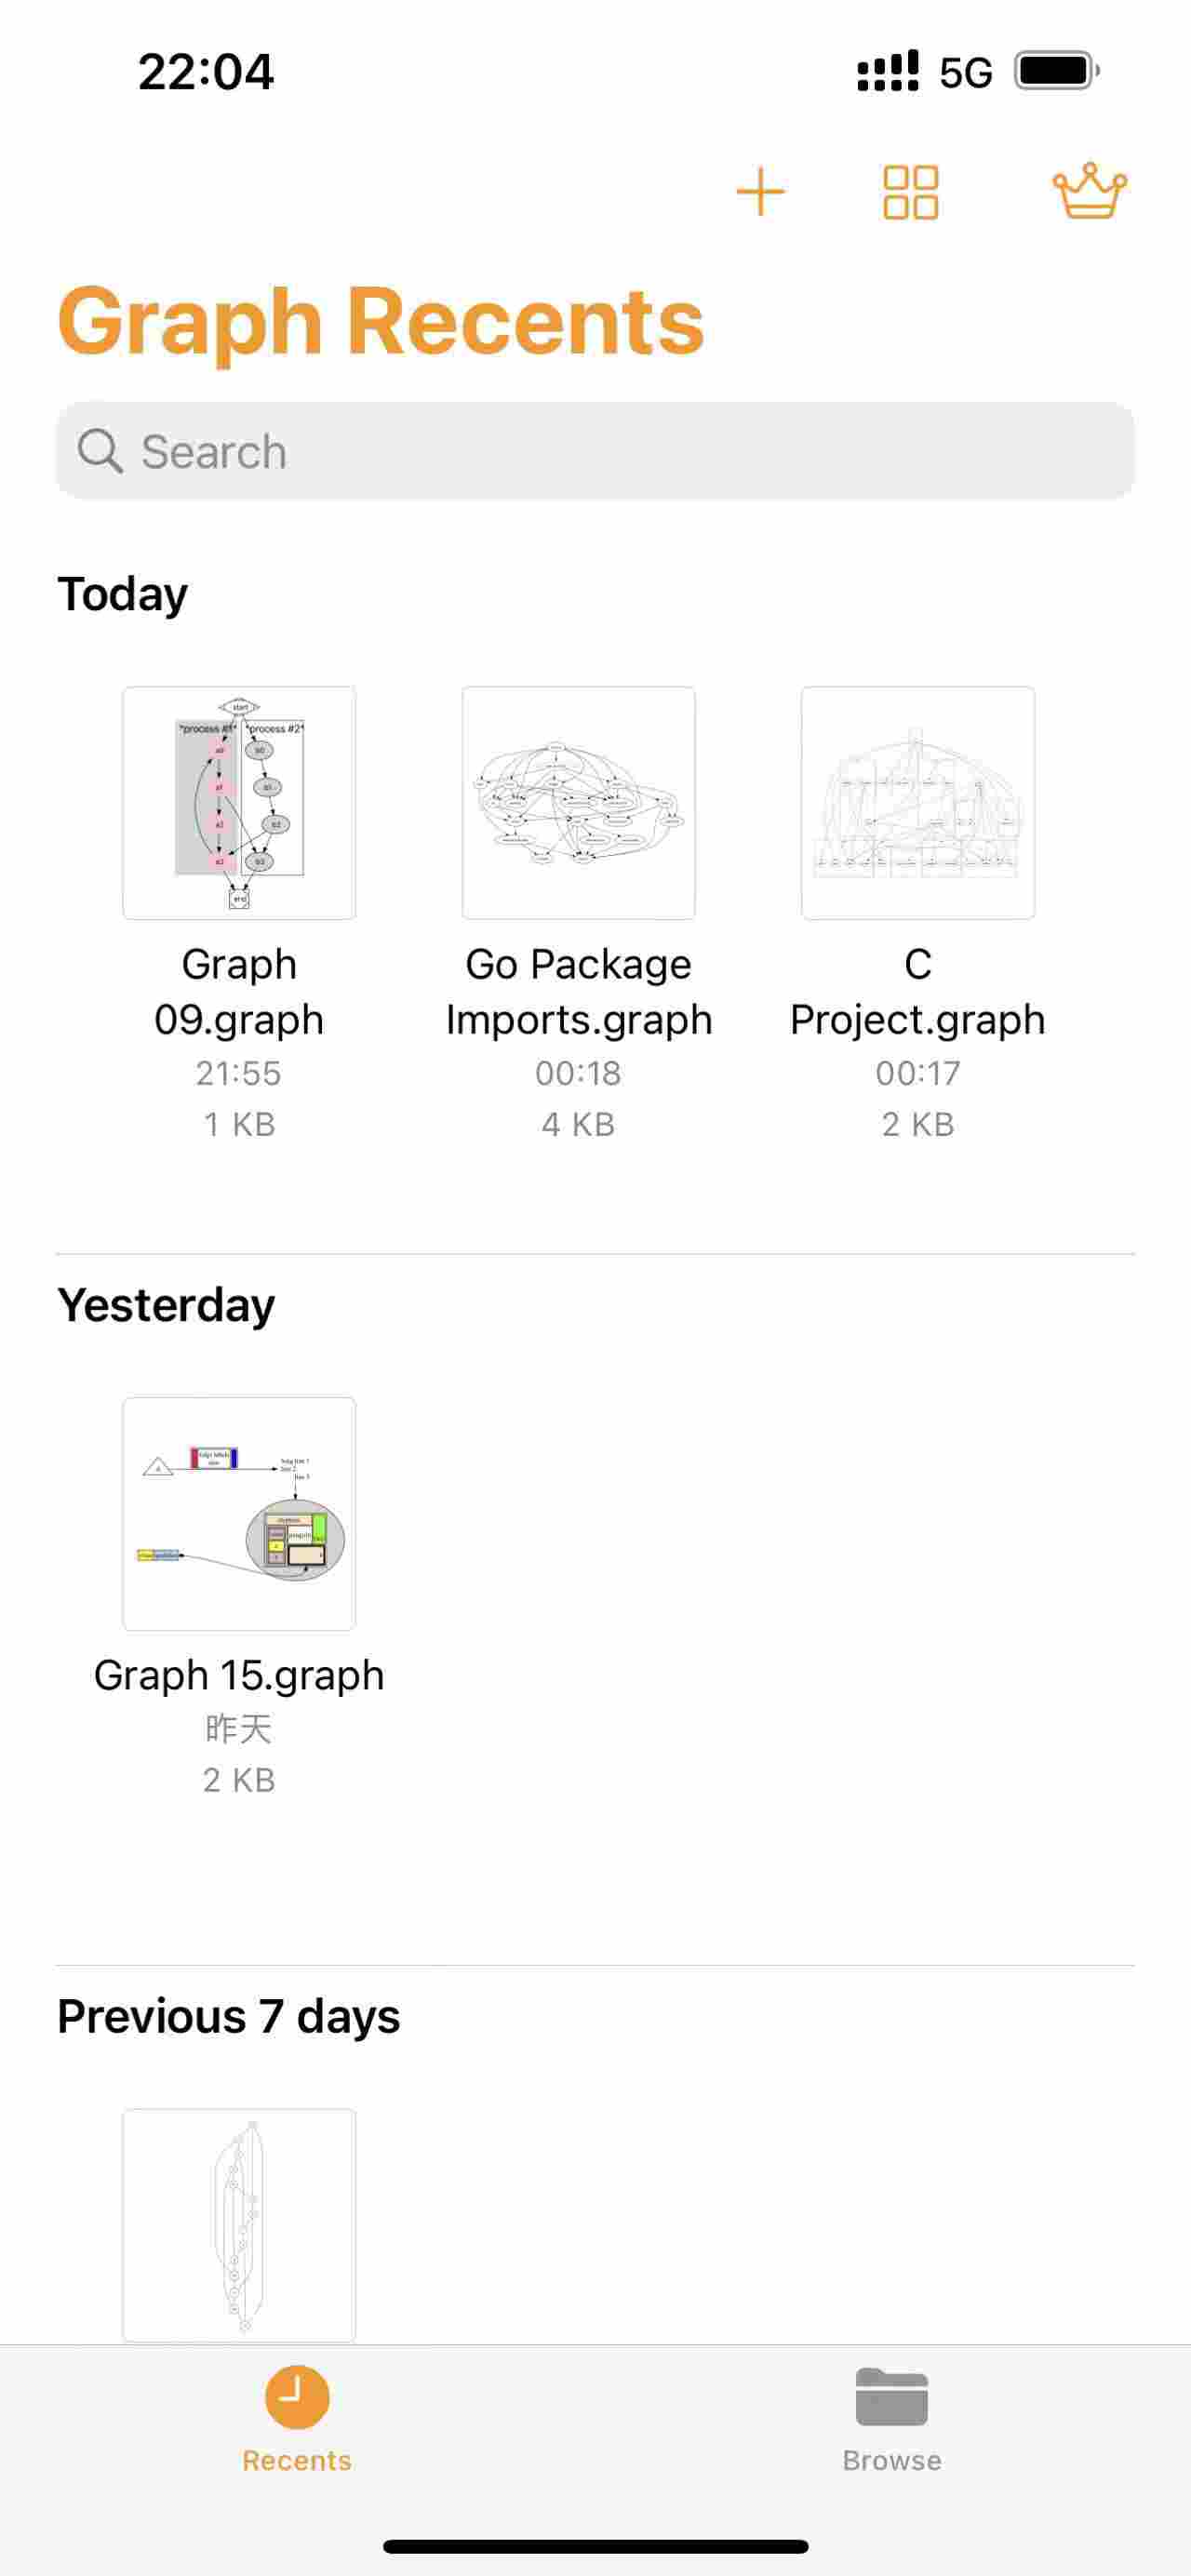 22:04
5G
Graph Recents
Search
Today
start
"process #1"
"process #2"
a0
b0
a1
b1
a2
b2
a3
b3
end
Graph
09.graph
21:55
1 KB
Go Package
Imports.graph
00:18
4 KB
C
Project.graph
00:17
2 KB
Yesterday
Graph 15.graph
昨天
2 KB
Previous 7 days
Recents
Browse